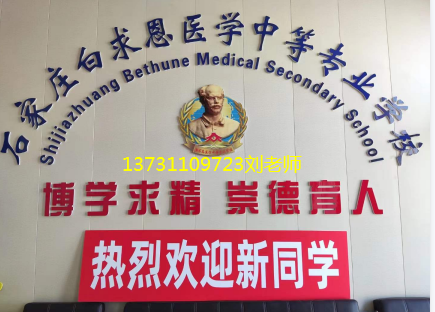 石家庄白求恩医学中等专业学校
Shijiazhuang Bethune Medical Secondary School
13731109723刘老师
博学求精 崇德育人
热烈欢迎新同学